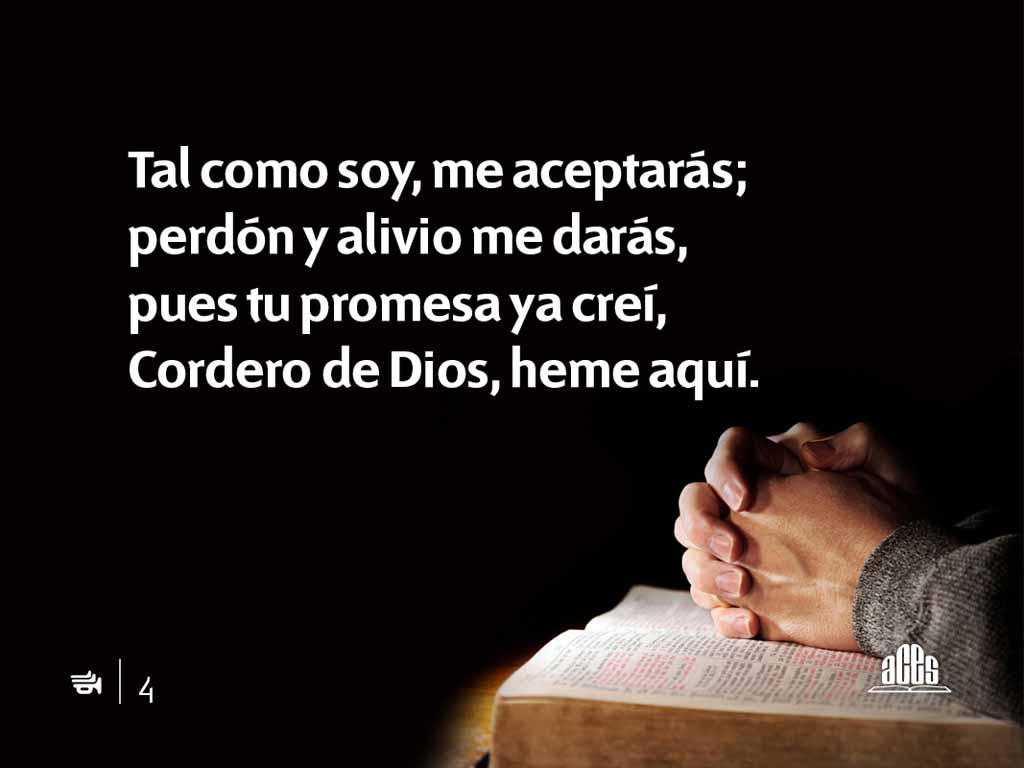 Tal como soy, me aceptarás;
perdón y alivio me darás,
pues tu promesa ya creí,
Cordero de Dios, heme aquí.
4
aces